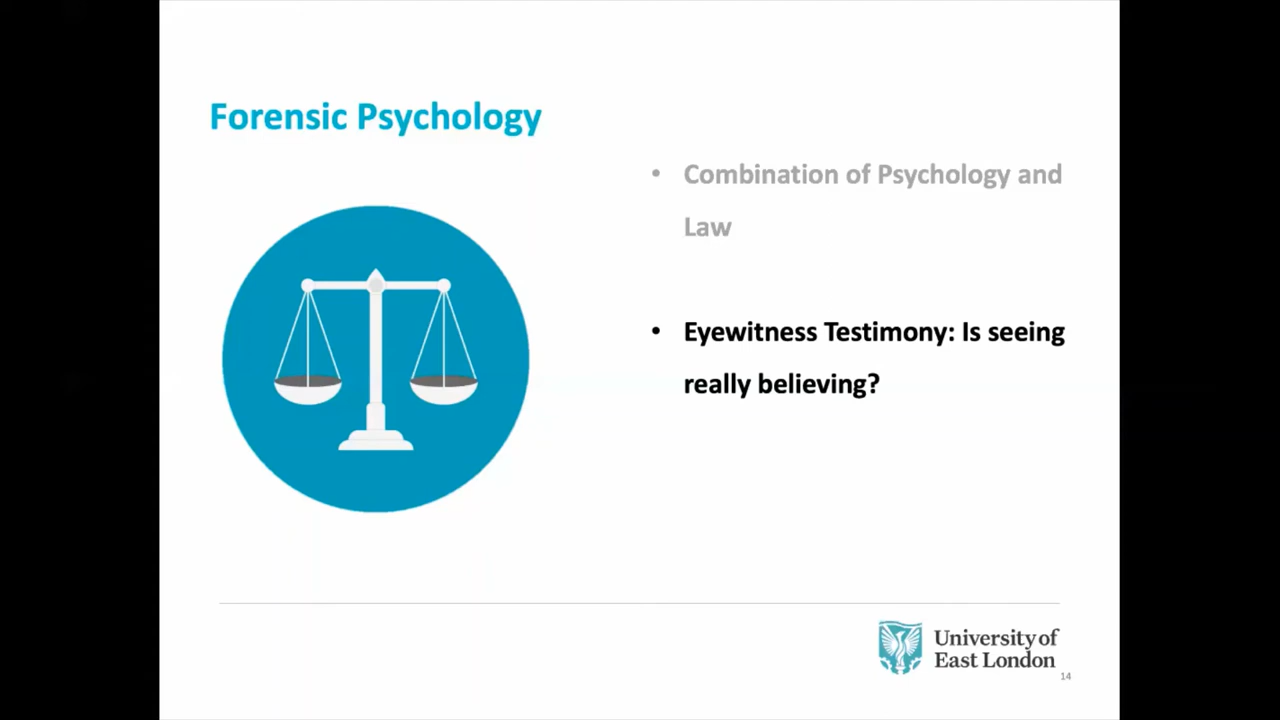 Forensic Psychology
• Combination of Psychology and
Law
• Eyewitness Testimony: Is seeing
really believing?
University of
East London
14